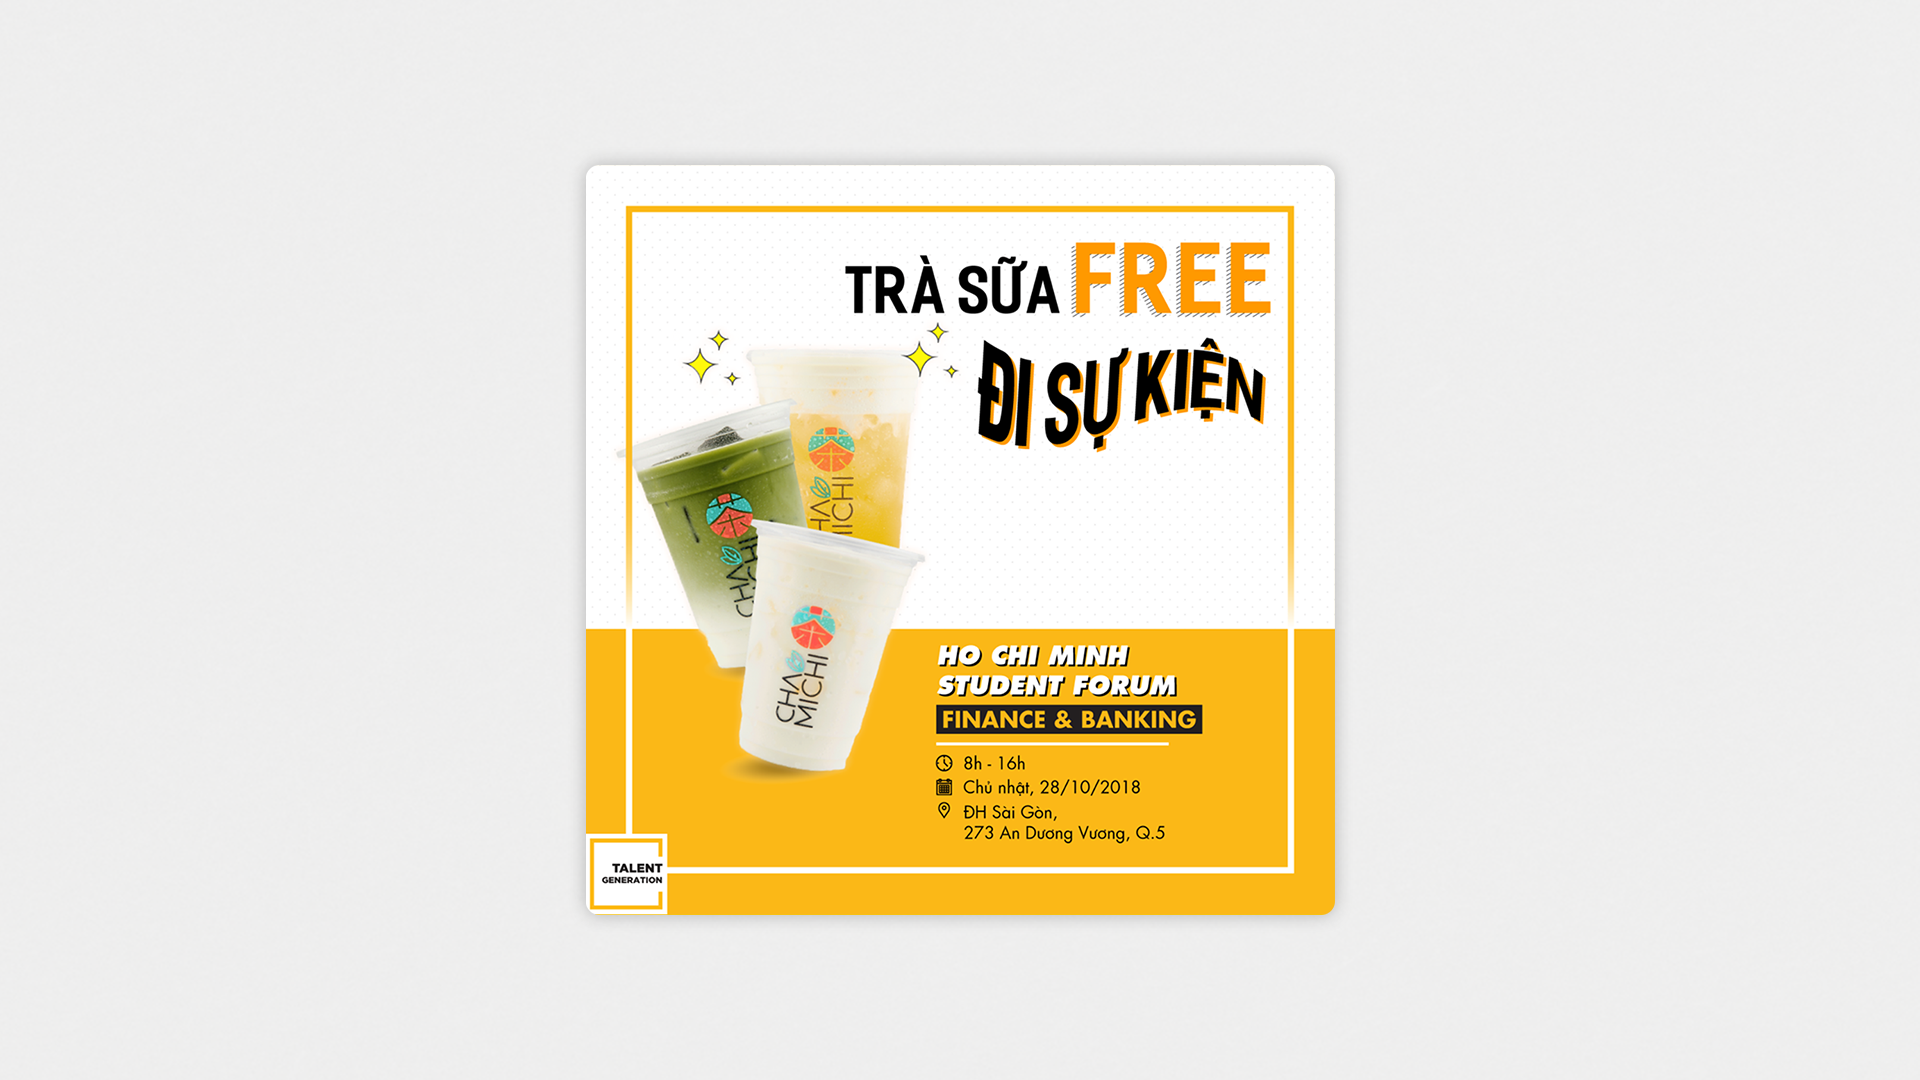 TRÀ SỮA FREE
ĐI SỰ KIỆN
CHA
MICHI
CHA
MICHI
CHA
MICHI
HO CHI MINH
STUDENT FORUM
FINANCE & BANKING
8h - 16h
Chủ nhật, 28/10/2018
ĐH Sài Gòn,
273 An Dương Vương, Q.5
TALENT
GENERATION